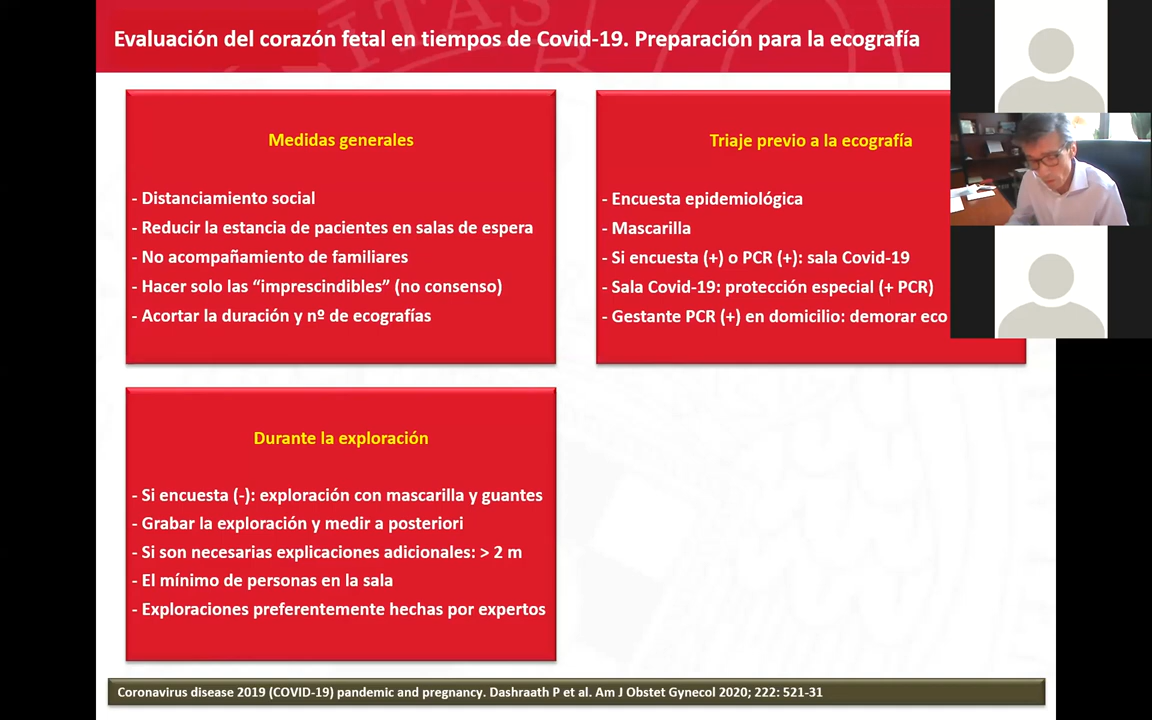 Evaluación del corazón fetal en tiempos de Covid-19. Preparación para la ecografía
Medidas generales
- Distanciamiento social
- Reducir la estancia de pacientes en salas de espera
- No acompañamiento de familiares
- Hacer solo las “imprescindibles” (no consenso)
- Acortar la duración y nº de ecografías
Triaje previo a la ecografía
- Encuesta epidemiológica
- Mascarilla
- Si encuesta (+) o PCR (+): sala Covid-19
- Sala Covid-19: protección especial (+ PCR)
- Gestante PCR (+) en domicilio: demorar eco
Durante la exploración
- Si encuesta (-): exploración con mascarilla y guantes
- Grabar la exploración y medir a posteriori
- Si son necesarias explicaciones adicionales: > 2 m
- El mínimo de personas en la sala
- Exploraciones preferentemente hechas por expertos
Coronavirus disease 2019 (COVID-19) pandemic and pregnancy. Dashraath P et al. Am J Obstet Gynecol 2020; 222: 521-31